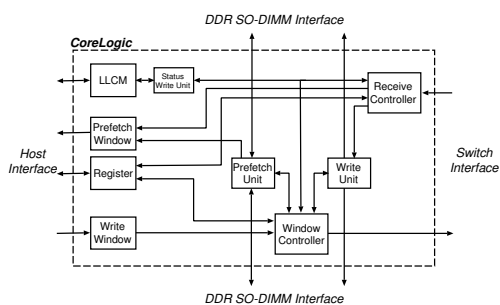 DDR SO-DIMM Interface
CoreLogic
LLCM
Status
Write Unit
Receive
Controller
Prefetch
Window
Host
Interface
Register
Prefetch
Unit
Write
Unit
Switch
Interface
Write
Window
Window
Controller
DDR SO-DIMM Interface